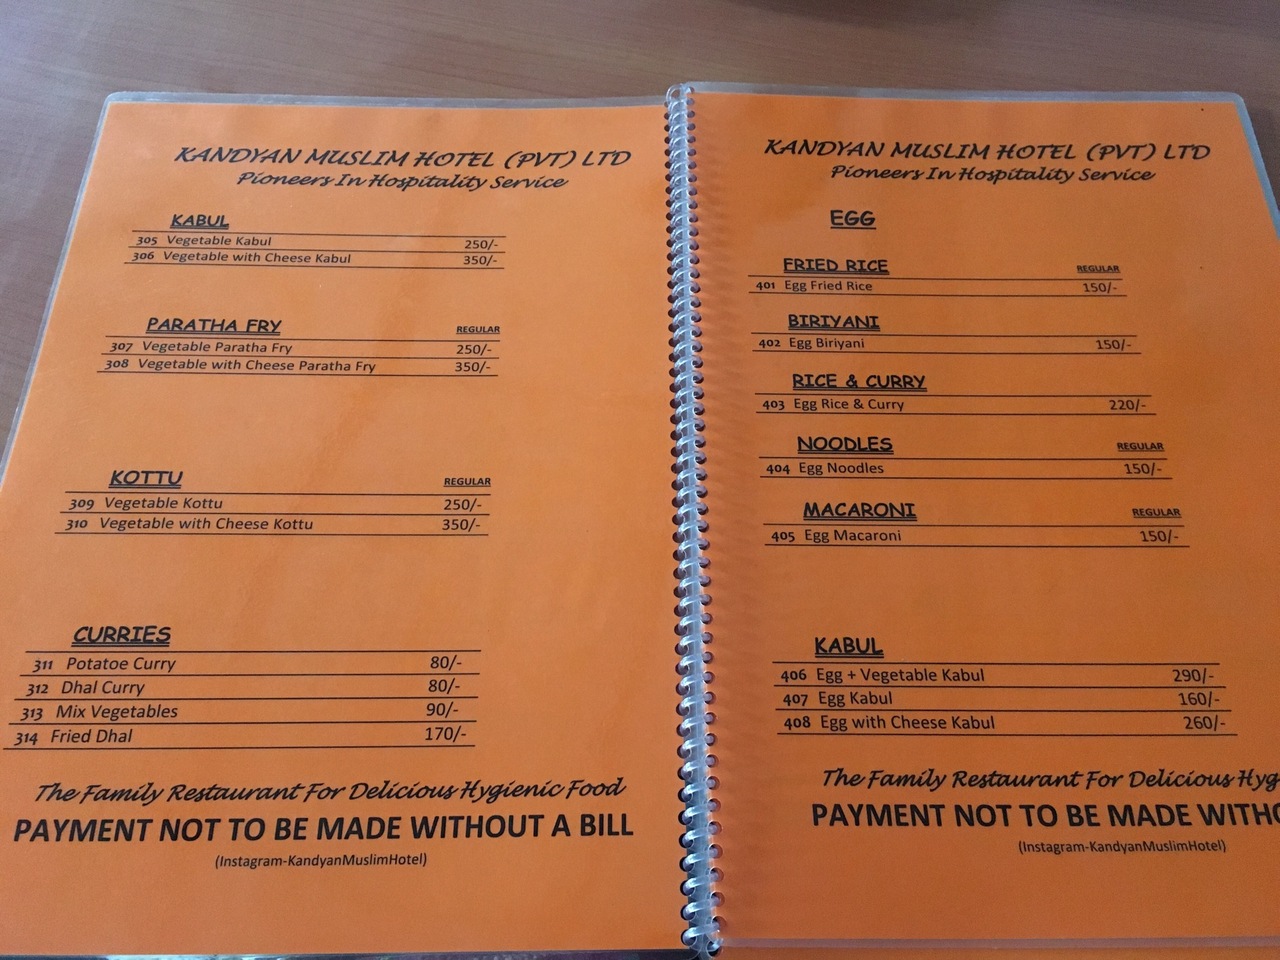 KANDYAN MUSLIM HOTEL (PVT) LTD
Pioneers In Hospitality Service
KABUL
305 Vegetable Kabul 250/-
306 Vegetable with Cheese Kabul 350/-
PARATHA FRY REGULAR
307 Vegetable Paratha Fry 250/-
308 Vegetable with Cheese Paratha Fry 350/-
KOTTU REGULAR
309 Vegetable Kottu 250/-
310 Vegetable with Cheese Kottu 350/-
CURRIES
311 Potatoe Curry 80/-
312 Dhal Curry 80/-
313 Mix Vegetables 90/-
314 Fried Dhal 170/-
The Family Restaurant For Delicious Hygienic Food
PAYMENT NOT TO BE MADE WITHOUT A BILL
(Instagram-KandyanMuslimHotel)
KANDYAN MUSLIM HOTEL (PVT) LTD
Pioneers In Hospitality Service
EGG
FRIED RICE REGULAR
401 Egg Fried Rice 150/-
BIRIYANI
402 Egg Biriyani 150/-
RICE & CURRY
403 Egg Rice & Curry 220/-
NOODLES REGULAR
404 Egg Noodles 150/-
MACARONI REGULAR
405 Egg Macaroni 150/-
KABUL
406 Egg + Vegetable Kabul 290/-
407 Egg Kabul 160/-
408 Egg with Cheese Kabul 260/-
The Family Restaurant For Delicious Hyg
PAYMENT NOT TO BE MADE WITHO
(Instagram-KandyanMuslimHotel)